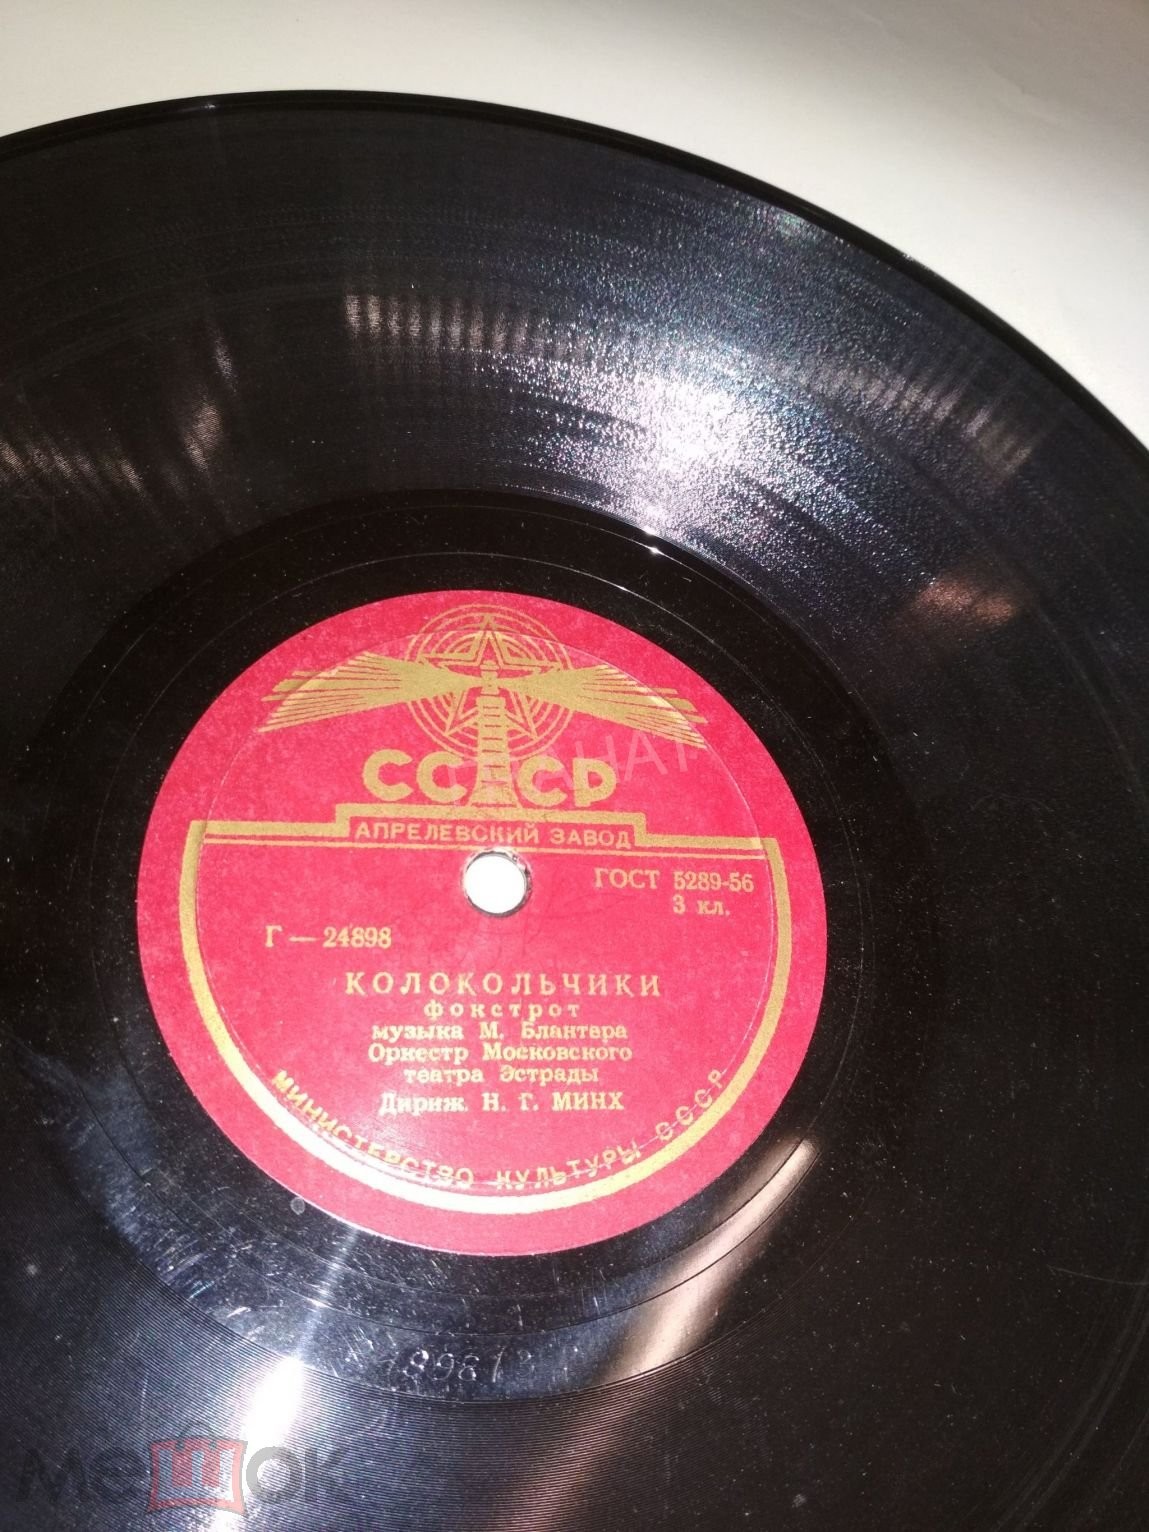 СССР
АПРЕЛЕВСКИЙ ЗАВОД
ГОСТ 5289-56
3 кл.
Г — 24898
КОЛОКОЛЬЧИКИ
фокстрот
музыка М. Блантера
Оркестр Московского
театра Эстрады
Дириж. Н. Г. МИНХ
МИНИСТЕРСТВО КУЛЬТУРЫ СССР
мешок